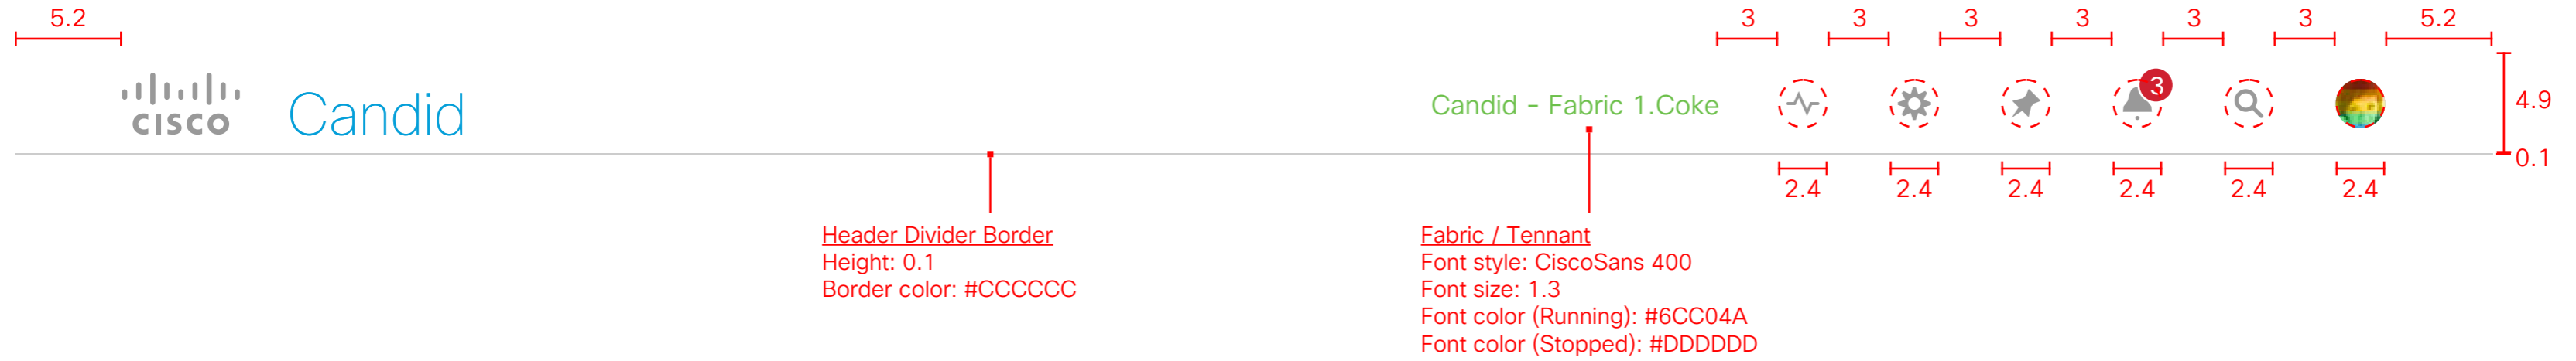 5.2
3
3
3
3
3
3
5.2
cisco
Candid
Candid - Fabric 1.Coke
3
4.9
0.1
2.4
2.4
2.4
2.4
2.4
2.4
Header Divider Border
Height: 0.1
Border color: #CCCCCC
Fabric / Tennant
Font style: CiscoSans 400
Font size: 1.3
Font color (Running): #6CC04A
Font color (Stopped): #DDDDDD